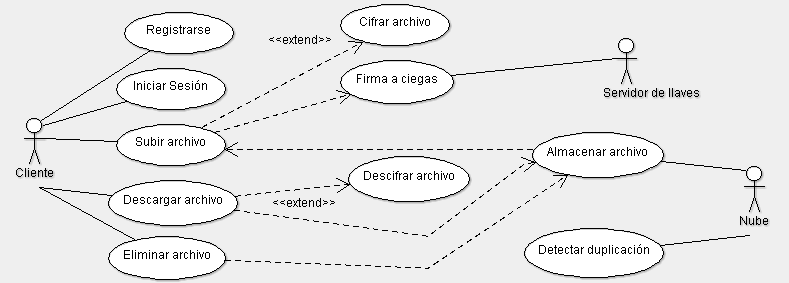 Registrarse
Cifrar archivo
<<extend>>
Iniciar Sesión
Firma a ciegas
Servidor de llaves
Subir archivo
Almacenar archivo
Cliente
Descargar archivo
Descifrar archivo
<<extend>>
Nube
Eliminar archivo
Detectar duplicación